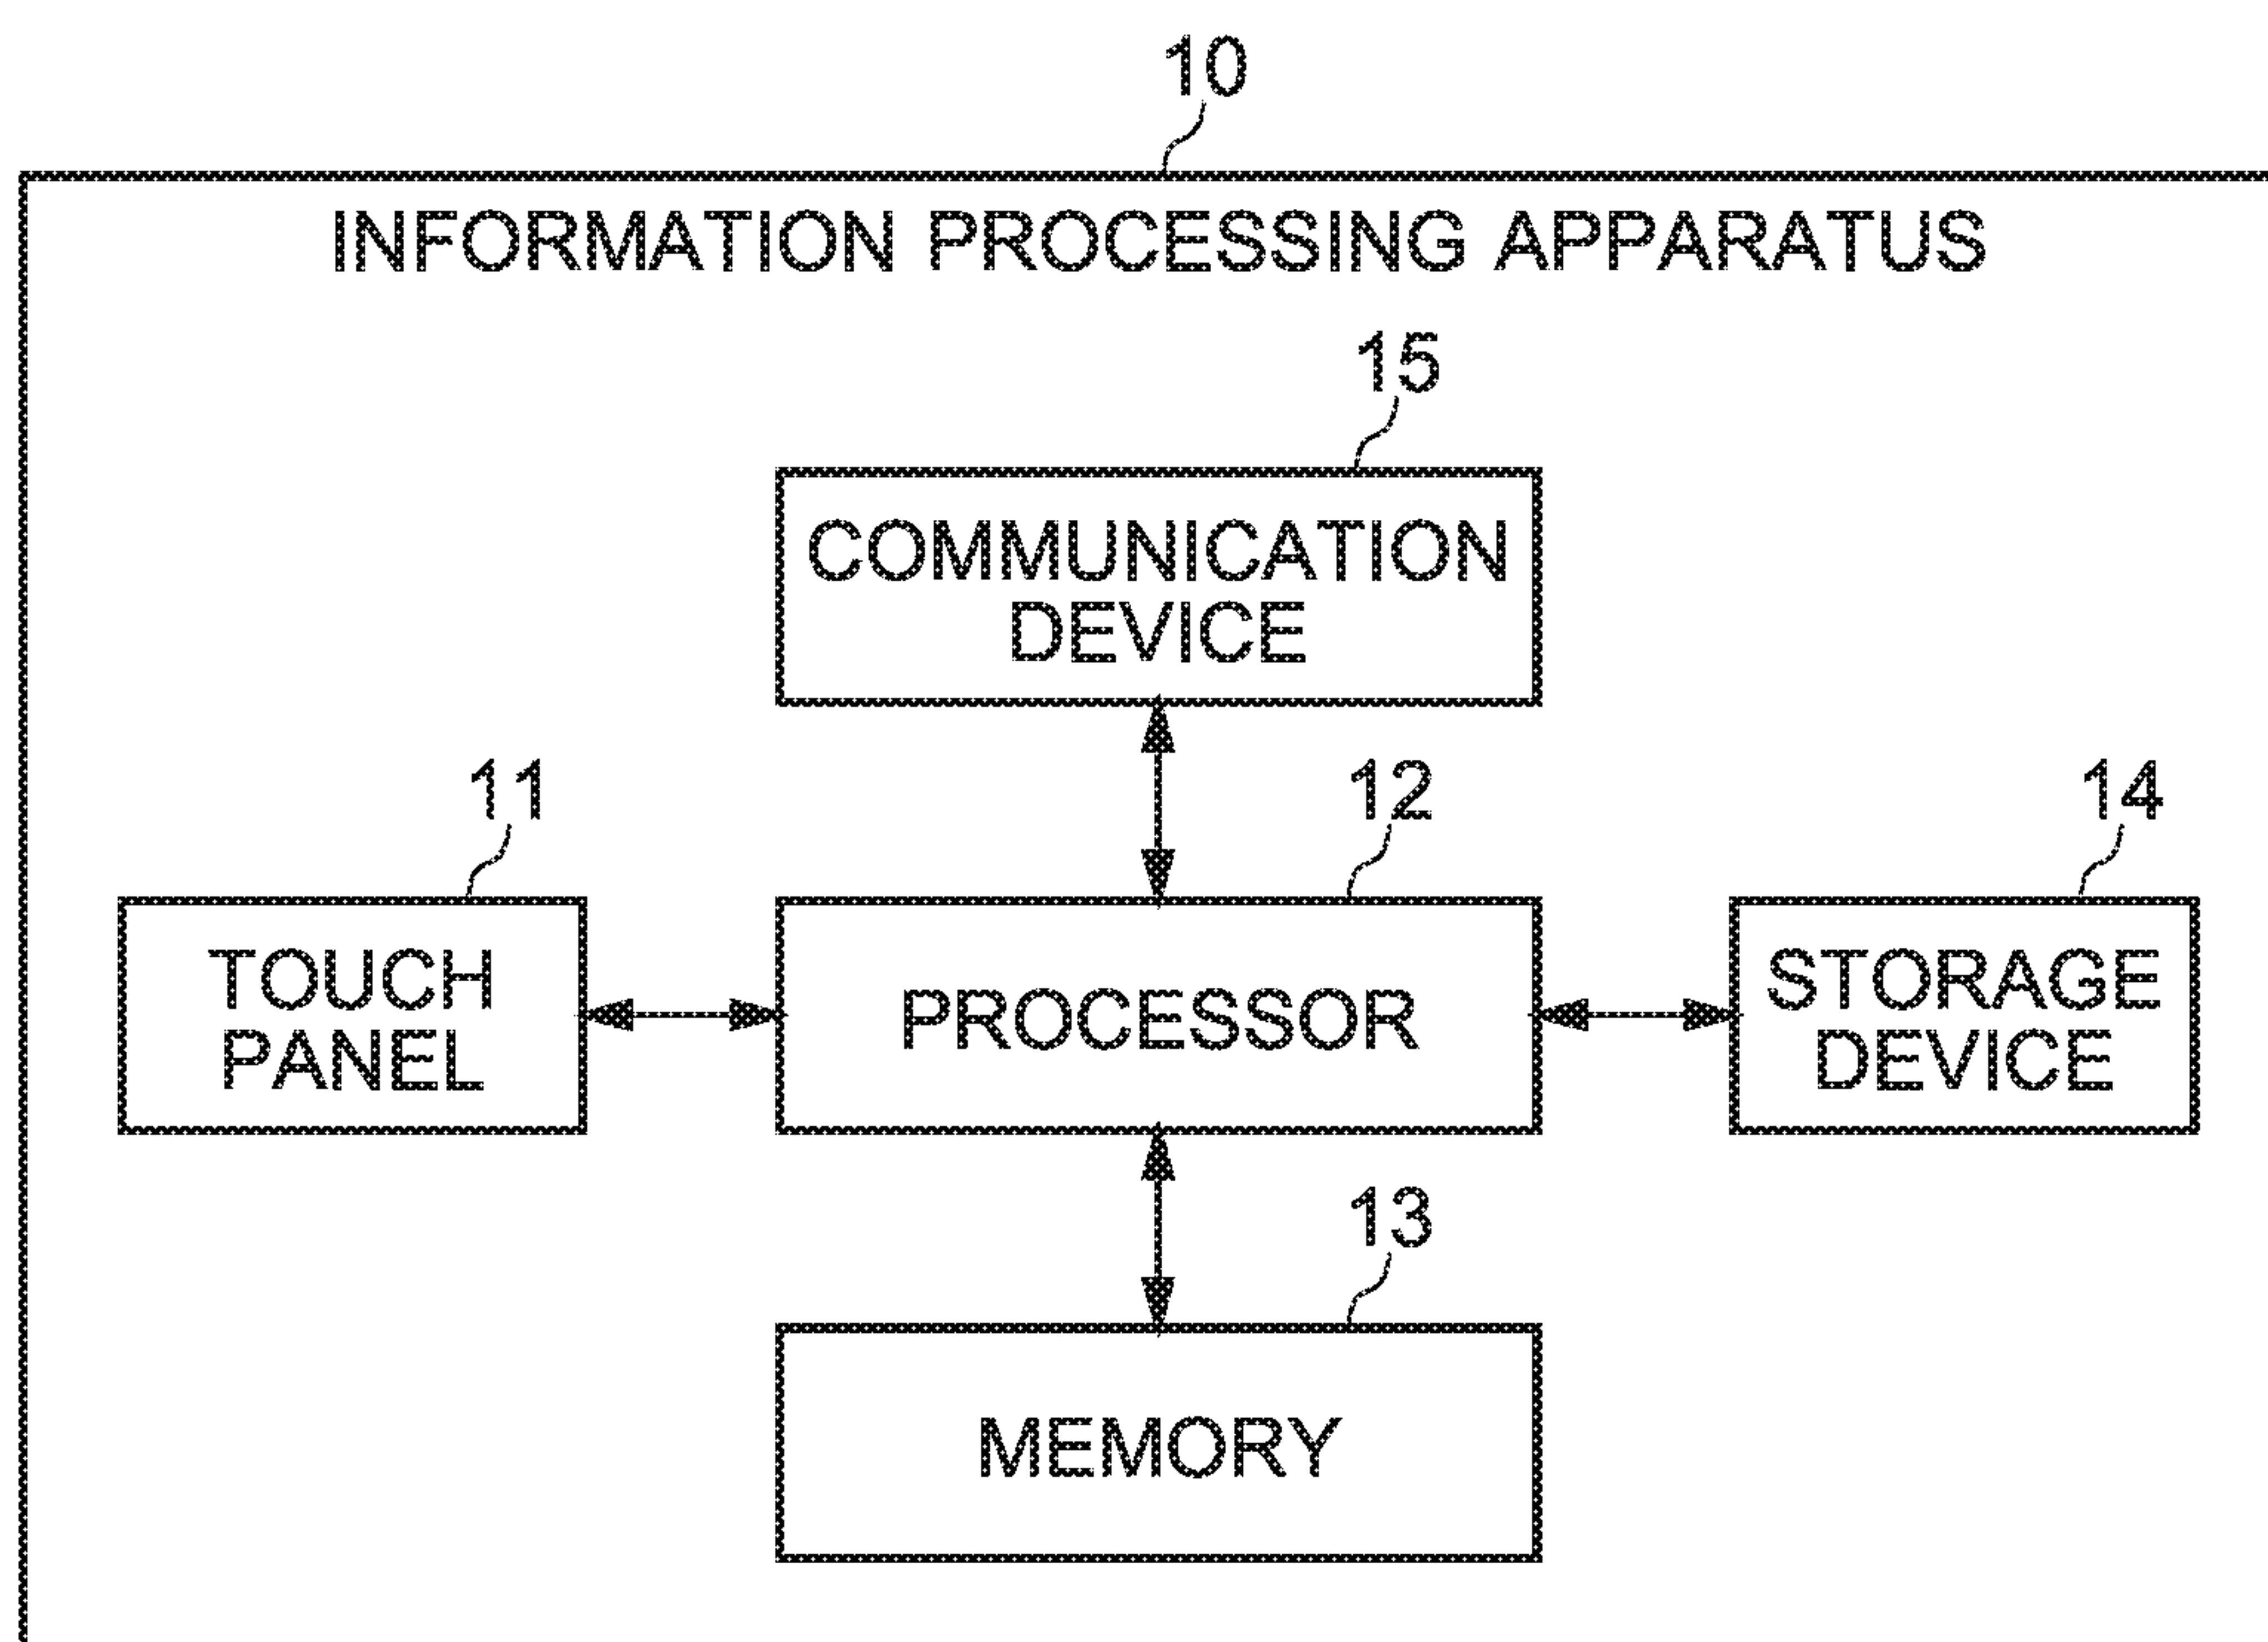 10
INFORMATION PROCESSING APPARATUS
15
COMMUNICATION
DEVICE
11
12
14
TOUCH
PANEL
PROCESSOR
STORAGE
DEVICE
13
MEMORY